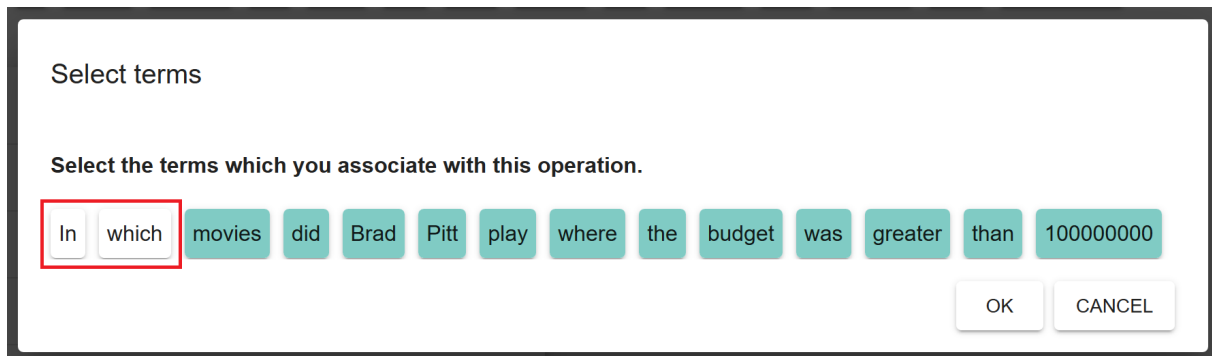 Select terms
Select the terms which you associate with this operation.
In which movies did Brad Pitt play where the budget was greater than 100000000
OK CANCEL